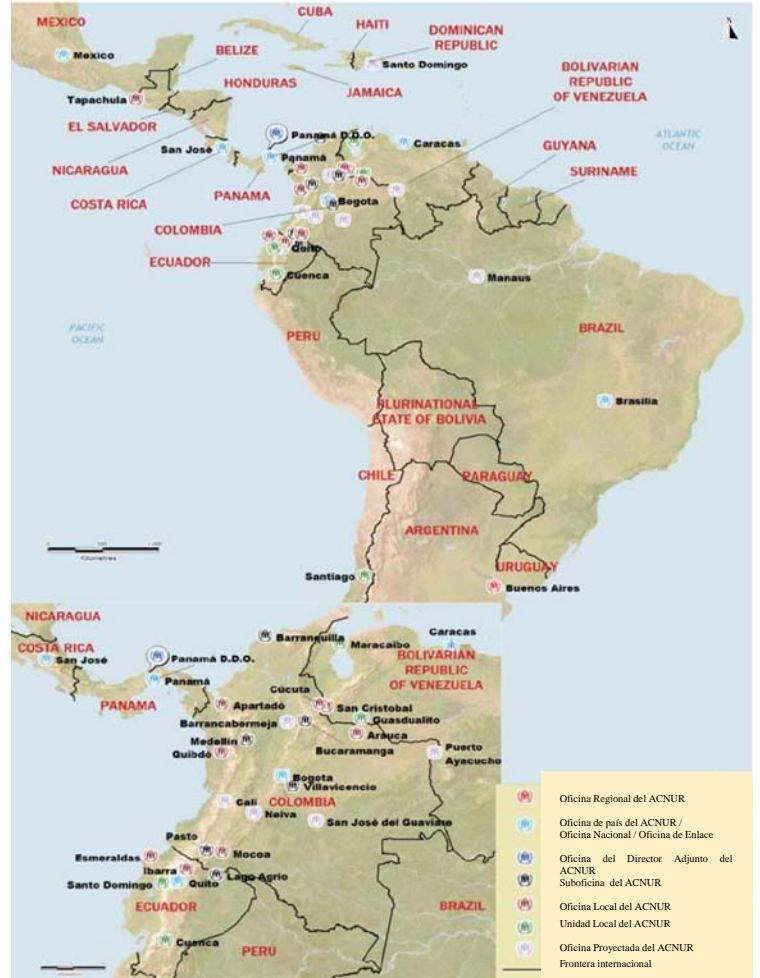 CUBA
MEXICO
HAITI
DOMINICAN
REPUBLIC
N
Mexico
BELIZE
Santo Domingo
BOLIVARIAN
REPUBLIC
OF VENEZUELA
HONDURAS
JAMAICA
Tapachula
EL SALVADOR
Panamá D.D.O.
Caracas
ATLANTIC
OCEAN
San José
GUYANA
NICARAGUA
Panamá
SURINAME
PANAMA
COSTA RICA
Bogota
COLOMBIA
Quito
ECUADOR
Cuenca
Manaus
PACIFIC
OCEAN
PERU
BRAZIL
Brasilia
PLURINATIONAL
STATE OF BOLIVIA
CHILE
PARAGUAY
ARGENTINA
Kilometres
URUGUAY
Santiago
Buenos Aires
NICARAGUA
Barranquilla
Caracas
COSTA RICA
Maracaibo
San José
Panamá D.D.O.
BOLIVARIAN
REPUBLIC
OF VENEZUELA
Panamá
Cúcuta
PANAMA
Apartadó
San Cristobal
Barrancabermeja
Guasdualito
Medellín
Arauca
Quibdó
Bucaramanga
Puerto
Ayacucho
Bogota
Villavicencio
Cali
COLOMBIA
Neiva
San José del Guaviare
Pasto
Esmeraldas
Mocoa
Ibarra
Lago Agrio
Santo Domingo
Quito
ECUADOR
BRAZIL
Cuenca
PERU
Oficina Regional del ACNUR
Oficina de país del ACNUR /
Oficina Nacional / Oficina de Enlace
Oficina del Director Adjunto del
ACNUR
Suboficina del ACNUR
Oficina Local del ACNUR
Unidad Local del ACNUR
Oficina Proyectada del ACNUR
Frontera internacional